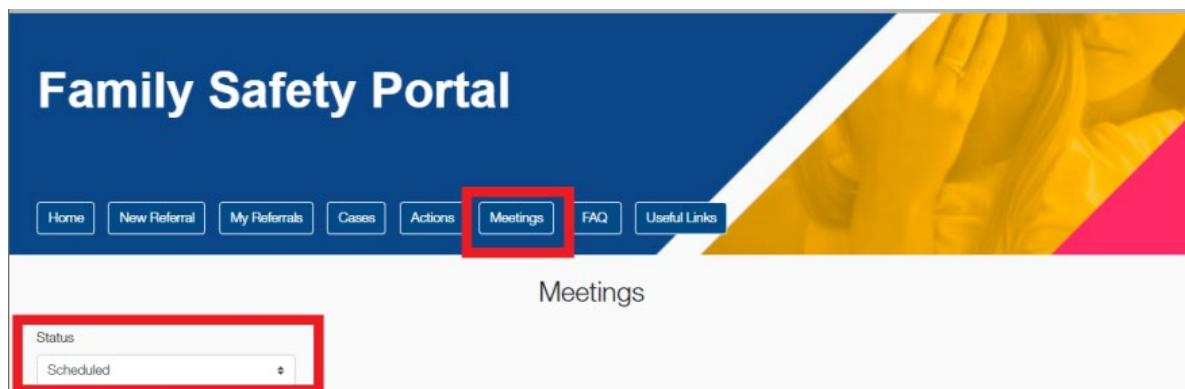 Family Safety Portal
Home New Referral My Referrals Cases Actions Meetings FAQ Useful Links
Meetings
Status
Scheduled